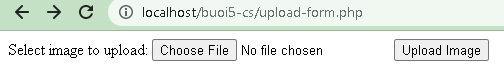 localhost/buoi5-cs/upload-form.php
Select image to upload: Choose File No file chosen Upload Image